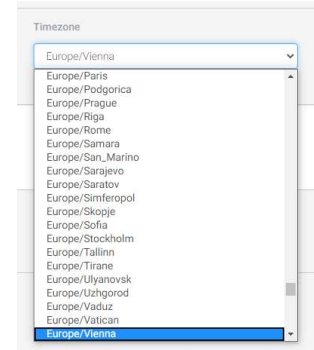 Timezone
Europe/Vienna
Europe/Paris
Europe/Podgorica
Europe/Prague
Europe/Riga
Europe/Rome
Europe/Samara
Europe/San_Marino
Europe/Sarajevo
Europe/Saratov
Europe/Simferopol
Europe/Skopje
Europe/Sofia
Europe/Stockholm
Europe/Tallinn
Europe/Tirane
Europe/Ulyanovsk
Europe/Uzhgorod
Europe/Vaduz
Europe/Vatican
Europe/Vienna